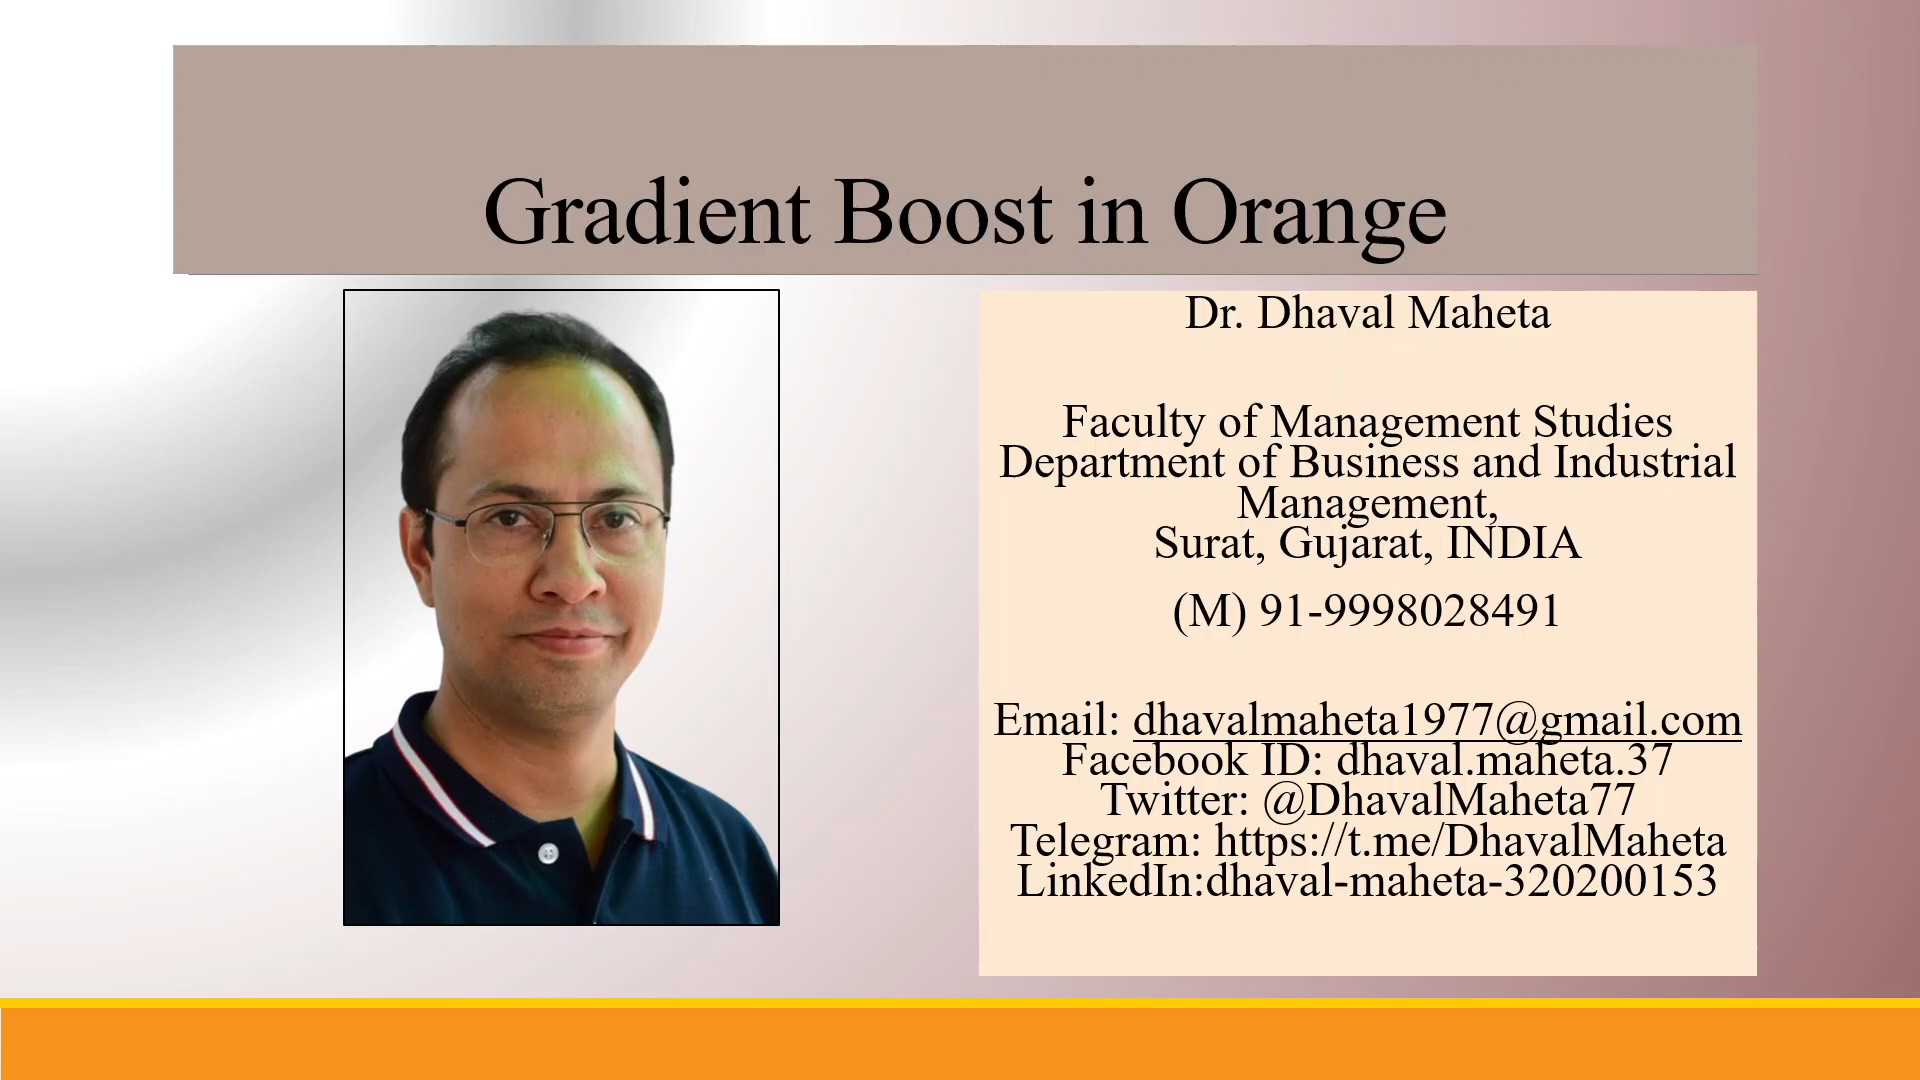 Gradient Boost in Orange
Dr. Dhaval Maheta
Faculty of Management Studies
Department of Business and Industrial
Management,
Surat, Gujarat, INDIA
(M) 91-9998028491
Email: dhavalmaheta1977@gmail.com
Facebook ID: dhaval.maheta.37
Twitter: @DhavalMaheta77
Telegram: https://t.me/DhavalMaheta
LinkedIn:dhaval-maheta-320200153